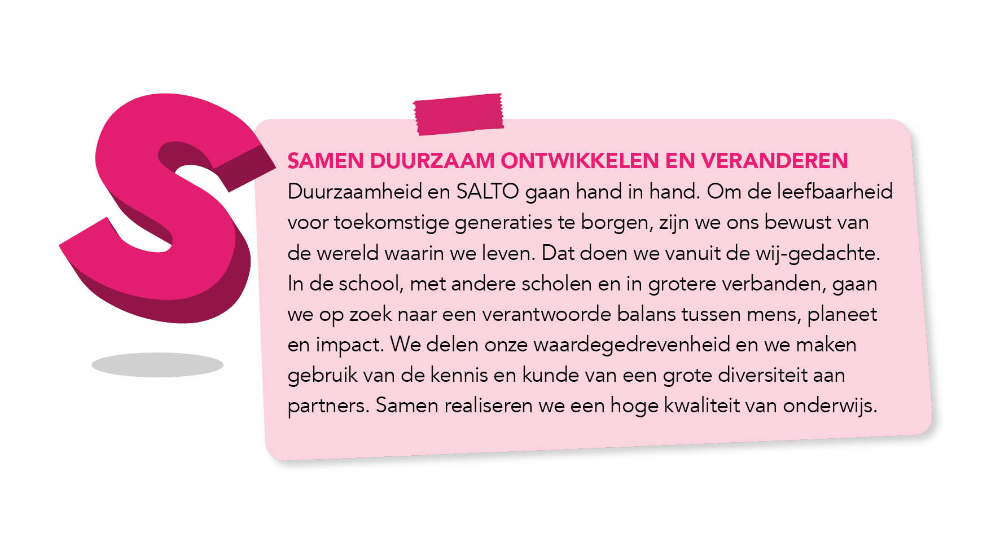 S
SAMEN DUURZAAM ONTWIKKELEN EN VERANDEREN
Duurzaamheid en SALTO gaan hand in hand. Om de leefbaarheid
voor toekomstige generaties te borgen, zijn we ons bewust van
de wereld waarin we leven. Dat doen we vanuit de wij-gedachte.
In de school, met andere scholen en in grotere verbanden, gaan
we op zoek naar een verantwoorde balans tussen mens, planeet
en impact. We delen onze waardegedrevenheid en we maken
gebruik van de kennis en kunde van een grote diversiteit aan
partners. Samen realiseren we een hoge kwaliteit van onderwijs.